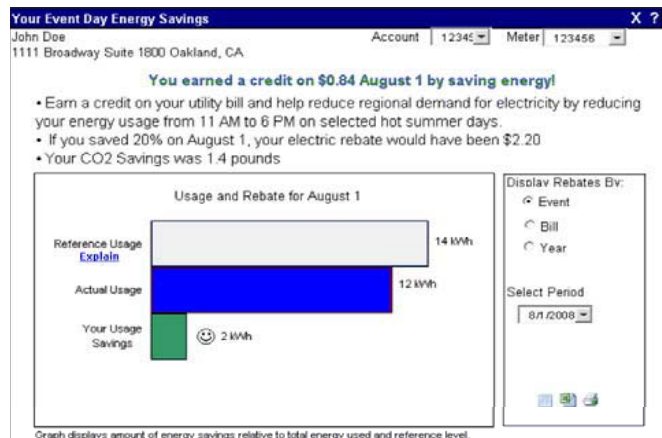 Your Event Day Energy Savings X ?
John Doe Account 12345 Meter 123456
1111 Broadway Suite 1800 Oakland, CA
You earned a credit on $0.84 August 1 by saving energy!
• Earn a credit on your utility bill and help reduce regional demand for electricity by reducing
your energy usage from 11 AM to 6 PM on selected hot summer days.
• If you saved 20% on August 1, your electric rebate would have been $2.20
• Your CO2 Savings was 1.4 pounds
Usage and Rebate for August 1
Reference Usage 14 kWh
Explain
Actual Usage 12 kWh
Your Usage
Savings 2 kWh
Display Rebates By:
Event
Bill
Year
Select Period
8/1/2008
Graph displays amount of energy savings relative to total energy used and reference level.